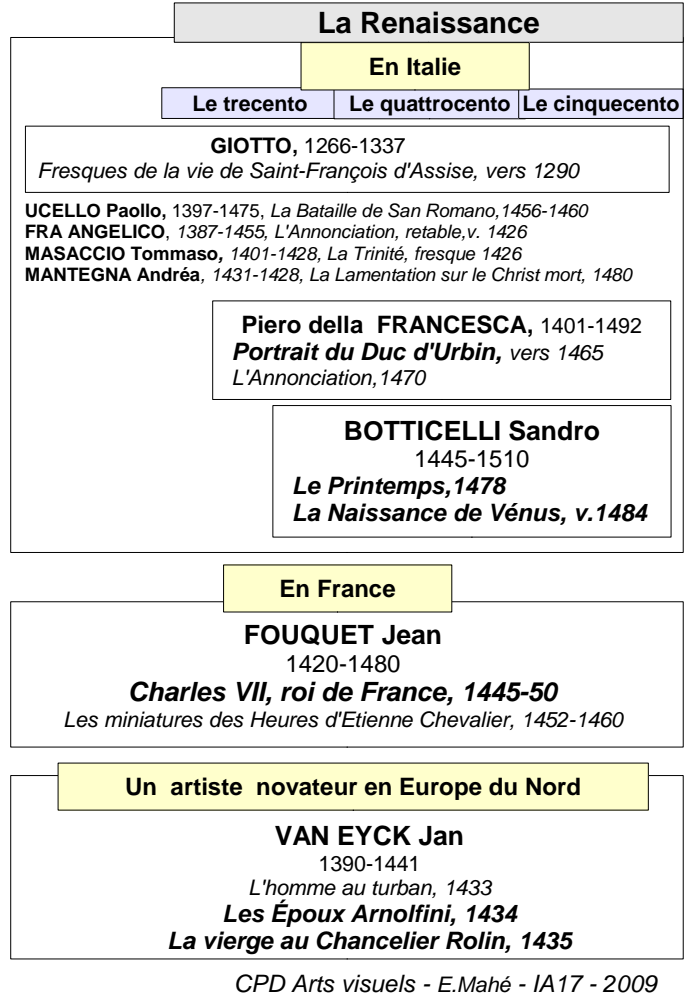 La Renaissance
En Italie
Le trecento Le quattrocento Le cinquecento
GIOTTO, 1266-1337
Fresques de la vie de Saint-François d'Assise, vers 1290
UCELLO Paollo, 1397-1475, La Bataille de San Romano,1456-1460
FRA ANGELICO, 1387-1455, L'Annonciation, retable,v. 1426
MASACCIO Tommaso, 1401-1428, La Trinité, fresque 1426
MANTEGNA Andréa, 1431-1428, La Lamentation sur le Christ mort, 1480
Piero della FRANCESCA, 1401-1492
Portrait du Duc d'Urbin, vers 1465
L'Annonciation,1470
BOTTICELLI Sandro
1445-1510
Le Printemps,1478
La Naissance de Vénus, v.1484
En France
FOUQUET Jean
1420-1480
Charles VII, roi de France, 1445-50
Les miniatures des Heures d'Etienne Chevalier, 1452-1460
Un artiste novateur en Europe du Nord
VAN EYCK Jan
1390-1441
L'homme au turban, 1433
Les Époux Arnolfini, 1434
La vierge au Chancelier Rolin, 1435
CPD Arts visuels - E.Mahé - IA17 - 2009